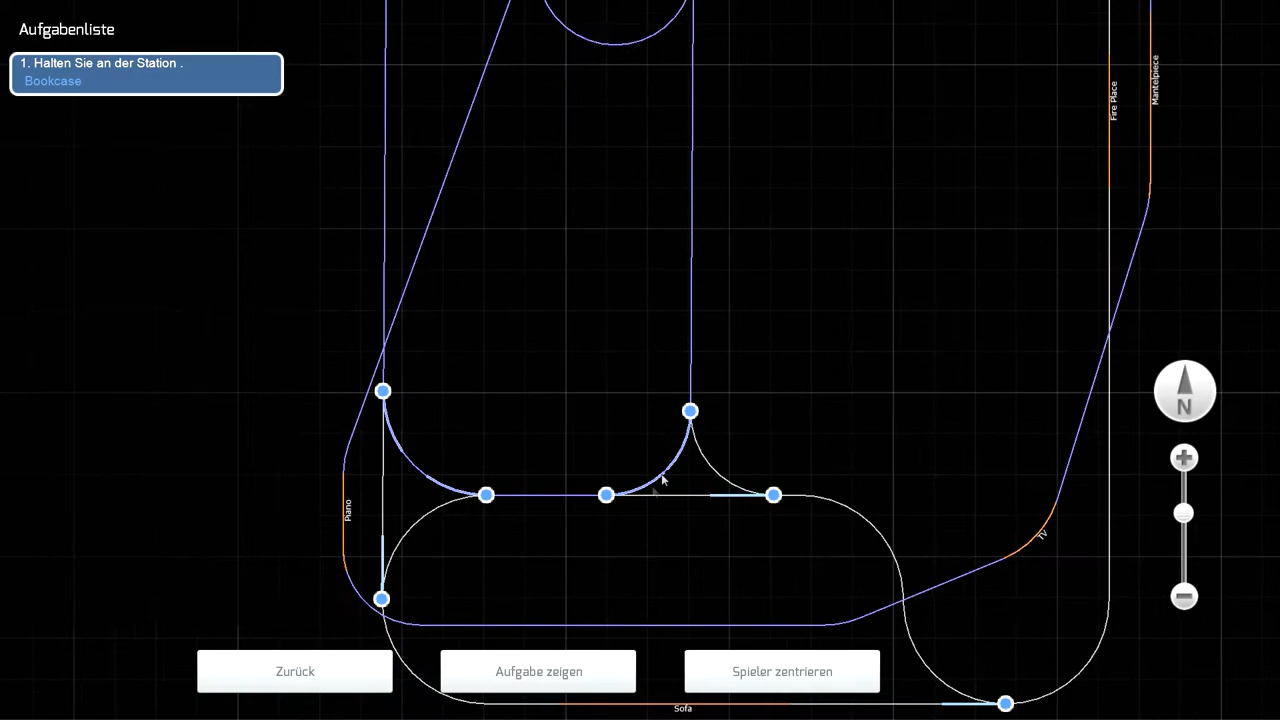 Aufgabenliste
1. Halten Sie an der Station .
Bookcase
Fire Place
Mantelpiece
N
Piano
TV
Zurück
Aufgabe zeigen
Spieler zentrieren
Sofa